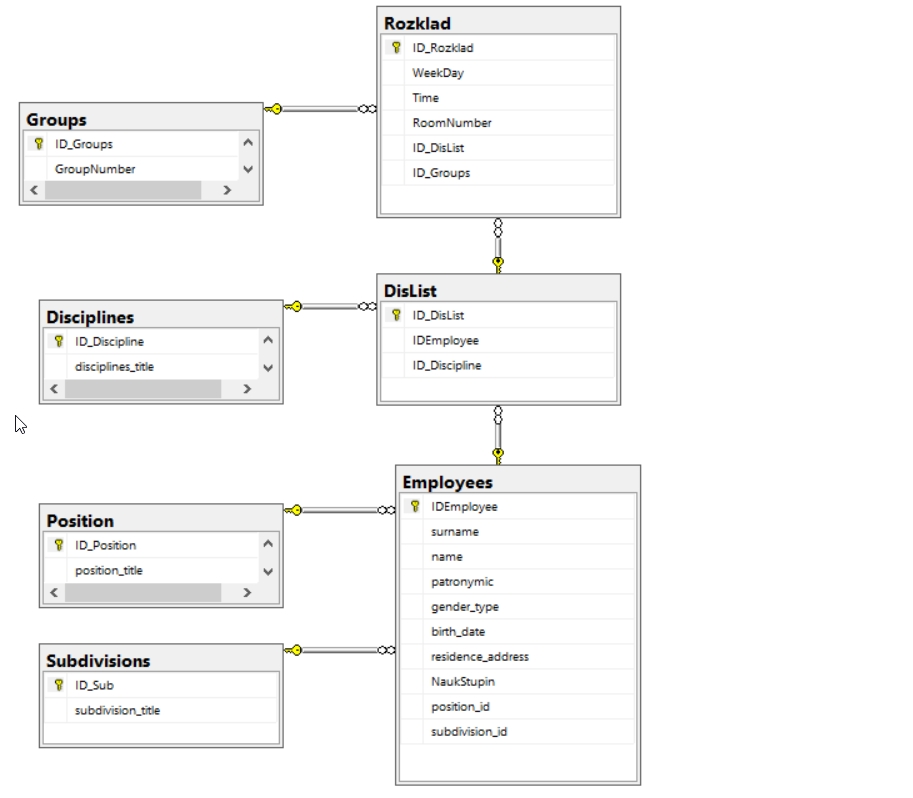 Rozklad
ID_Rozklad
WeekDay
Time
RoomNumber
ID_DisList
ID_Groups
Groups
ID_Groups
GroupNumber
DisList
ID_DisList
IDEmployee
ID_Discipline
Disciplines
ID_Discipline
disciplines_title
Employees
IDEmployee
surname
name
patronymic
gender_type
birth_date
residence_address
NaukStupin
position_id
subdivision_id
Position
ID_Position
position_title
Subdivisions
ID_Sub
subdivision_title